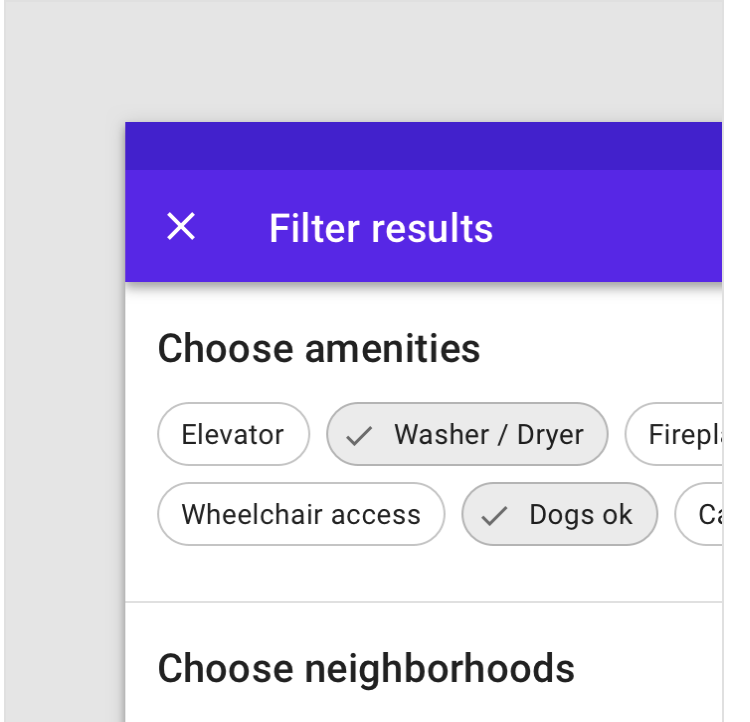 Filter results
Choose amenities
Elevator Washer / Dryer
Wheelchair access Dogs ok
Choose neighborhoods